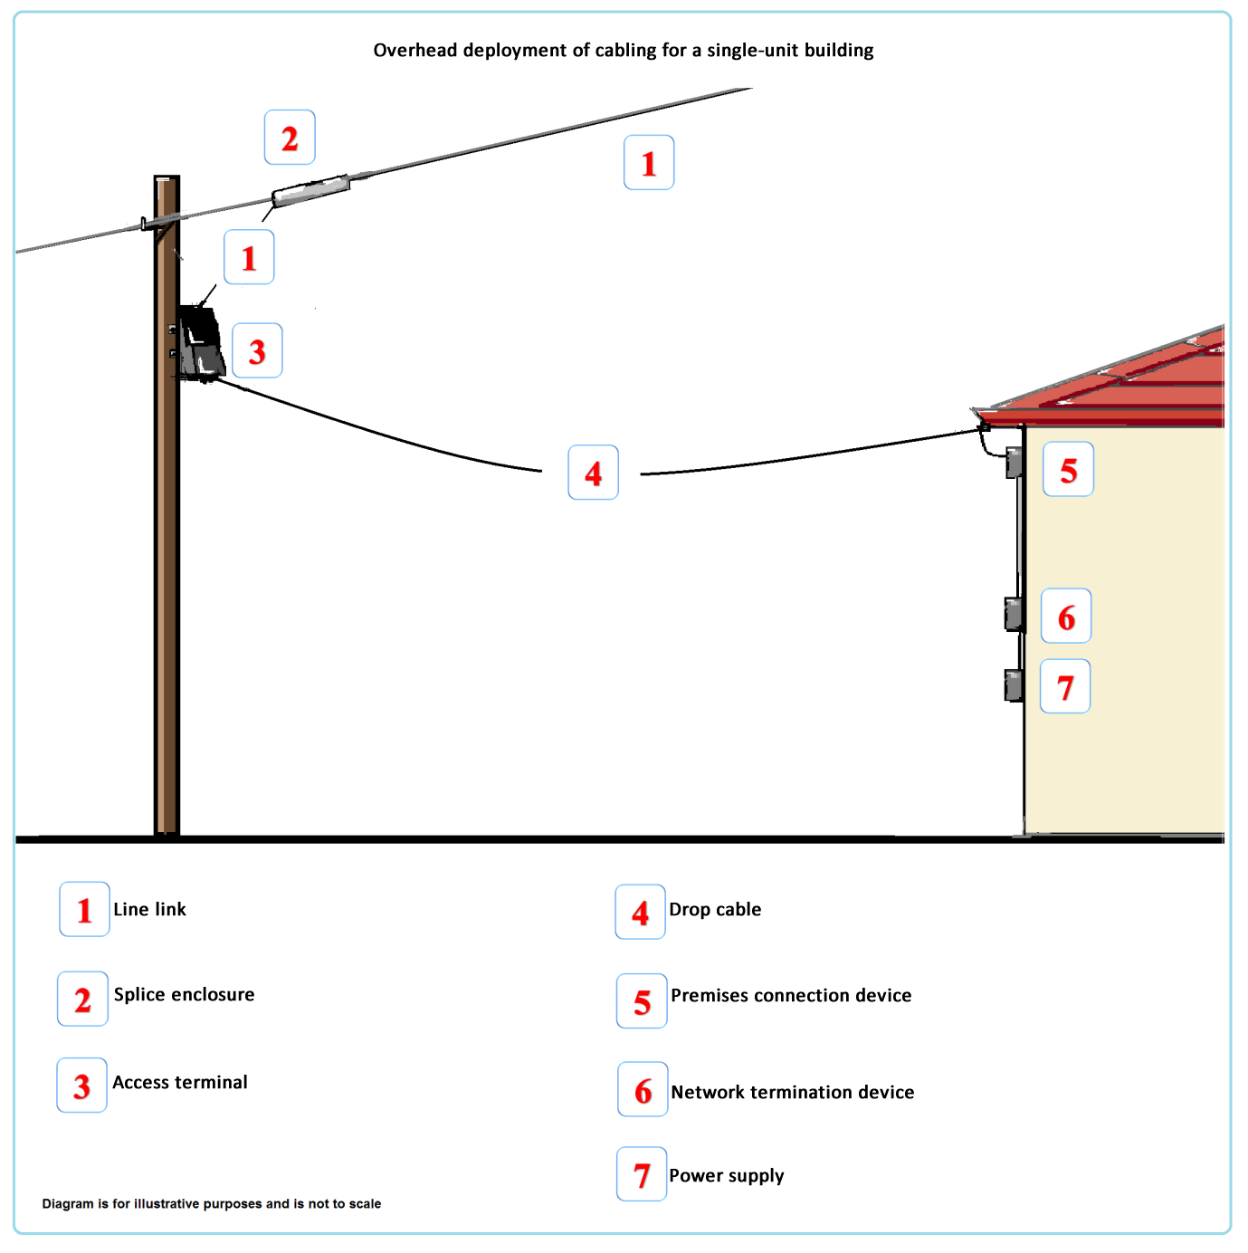 Overhead deployment of cabling for a single-unit building
2
1
1
3
4
5
6
7
1 Line link
2 Splice enclosure
3 Access terminal
4 Drop cable
5 Premises connection device
6 Network termination device
7 Power supply
Diagram is for illustrative purposes and is not to scale